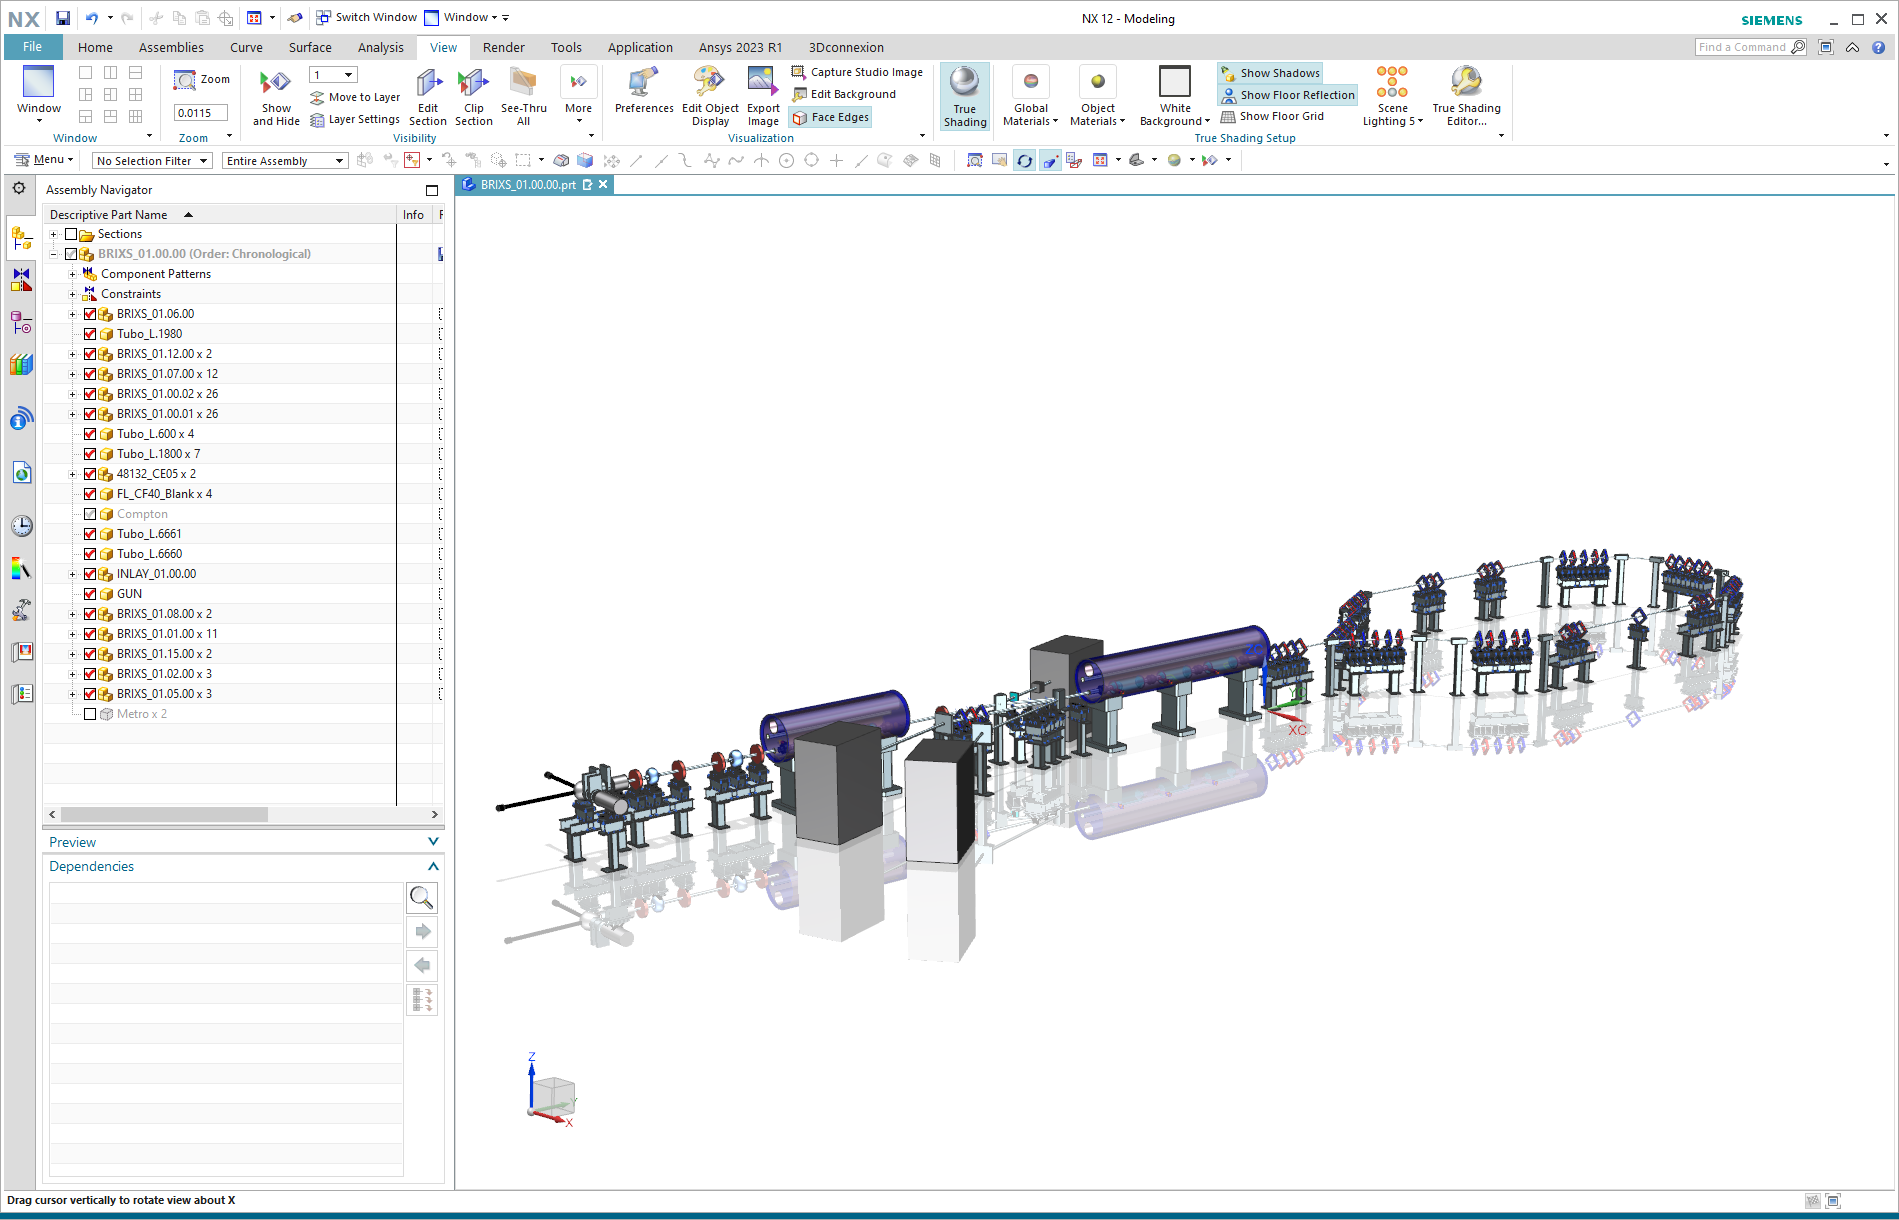 NX
Switch Window
Window
NX 12 - Modeling
SIEMENS
File
Home
Assemblies
Curve
Surface
Analysis
View
Render
Tools
Application
Ansys 2023 R1
3Dconnexion
Find a Command
Window
Zoom
0.0115
Show and Hide
1
Move to Layer
Layer Settings
Edit Section
Clip Section
See-Thru All
More
Preferences
Edit Object Display
Export Image
Capture Studio Image
Edit Background
Face Edges
True Shading
Global Materials
Object Materials
White Background
Show Shadows
Show Floor Reflection
Show Floor Grid
Scene Lighting 5
True Shading Editor...
Window
Zoom
Visibility
Visualization
True Shading Setup
Menu
No Selection Filter
Entire Assembly
Assembly Navigator
BRIXS_01.00.00.prt
Descriptive Part Name
Info
Sections
BRIXS_01.00.00 (Order: Chronological)
Component Patterns
Constraints
BRIXS_01.06.00
Tubo_L.1980
BRIXS_01.12.00 x 2
BRIXS_01.07.00 x 12
BRIXS_01.00.02 x 26
BRIXS_01.00.01 x 26
Tubo_L.600 x 4
Tubo_L.1800 x 7
48132_CE05 x 2
FL_CF40_Blank x 4
Compton
Tubo_L.6661
Tubo_L.6660
INLAY_01.00.00
GUN
BRIXS_01.08.00 x 2
BRIXS_01.01.00 x 11
BRIXS_01.15.00 x 2
BRIXS_01.02.00 x 3
BRIXS_01.05.00 x 3
Metro x 2
Preview
Dependencies
XC
Z
Y
X
Drag cursor vertically to rotate view about X